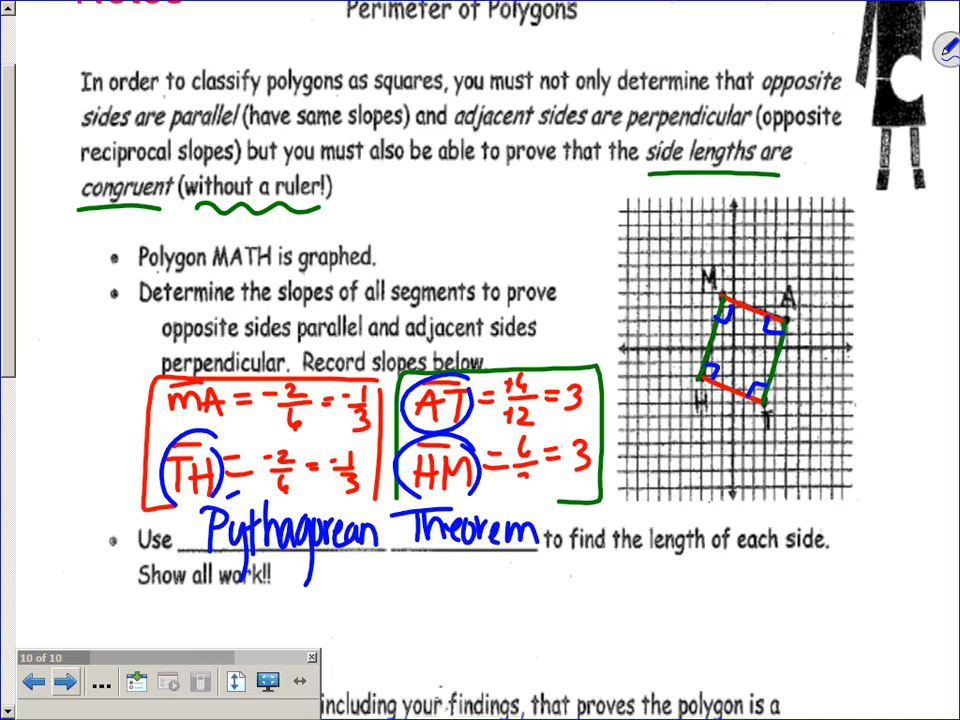 Notes
Perimeter of Polygons
In order to classify polygons as squares, you must not only determine that opposite
sides are parallel (have same slopes) and adjacent sides are perpendicular (opposite
reciprocal slopes) but you must also be able to prove that the side lengths are
congruent (without a ruler!)
• Polygon MATH is graphed.
• Determine the slopes of all segments to prove
opposite sides parallel and adjacent sides
perpendicular. Record slopes below.
M A
H T
mA = -2/6 = -1/3
AT = +6/+2 = 3
TH = -2/6 = -1/3
HM = 6/2 = 3
• Use Pythagorean Theorem to find the length of each side.
Show all work!!
10 of 10
including your findings, that proves the polygon is a